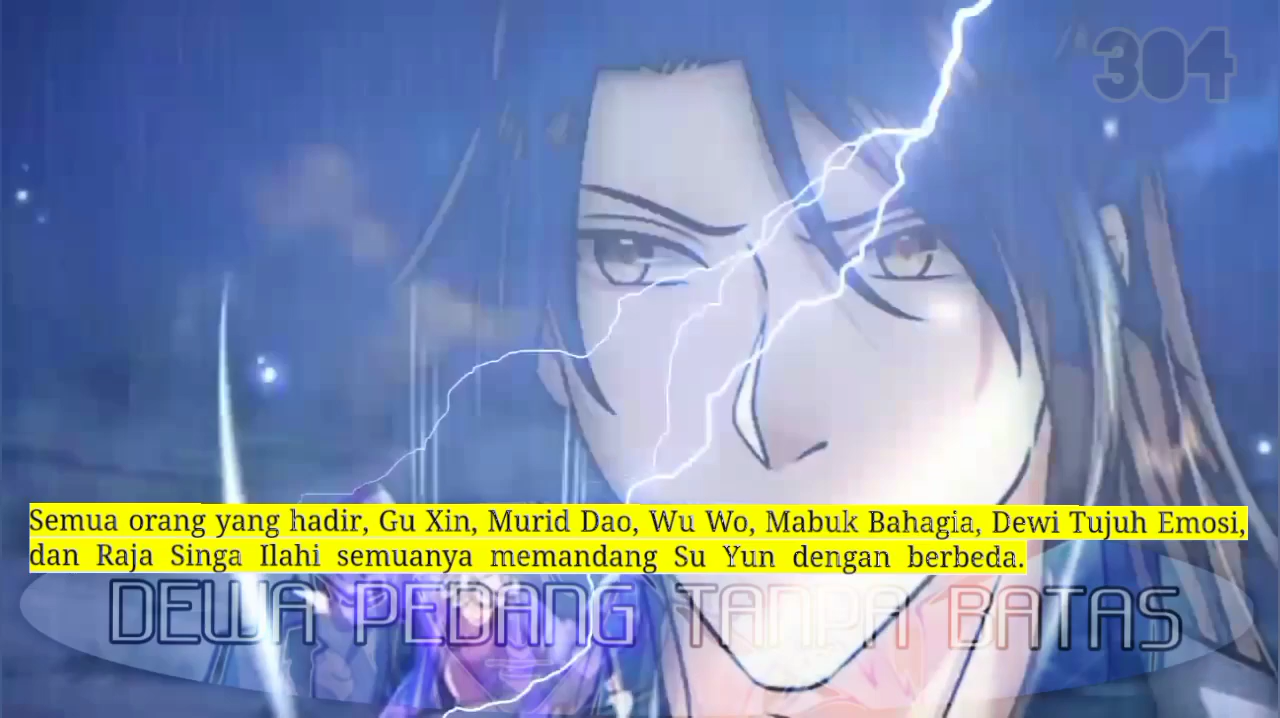 304
Semua orang yang hadir, Gu Xin, Murid Dao, Wu Wo, Mabuk Bahagia, Dewi Tujuh Emosi,
dan Raja Singa Ilahi semuanya memandang Su Yun dengan berbeda.
DEWA PEDANG TANPA BATAS